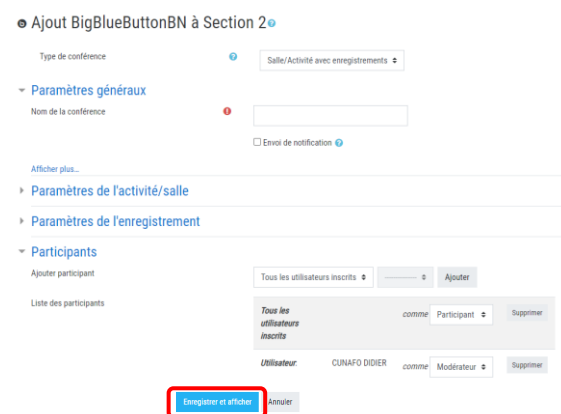 Ajout BigBlueButtonBN à Section 2
Type de conférence
Salle/Activité avec enregistrements
Paramètres généraux
Nom de la conférence
Envoi de notification
Afficher plus...
Paramètres de l'activité/salle
Paramètres de l'enregistrement
Participants
Ajouter participant
Tous les utilisateurs inscrits
Ajouter
Liste des participants
Tous les utilisateurs inscrits comme Participant Supprimer
Utilisateur: CUNAFO DIDIER comme Modérateur Supprimer
Enregistrer et afficher Annuler